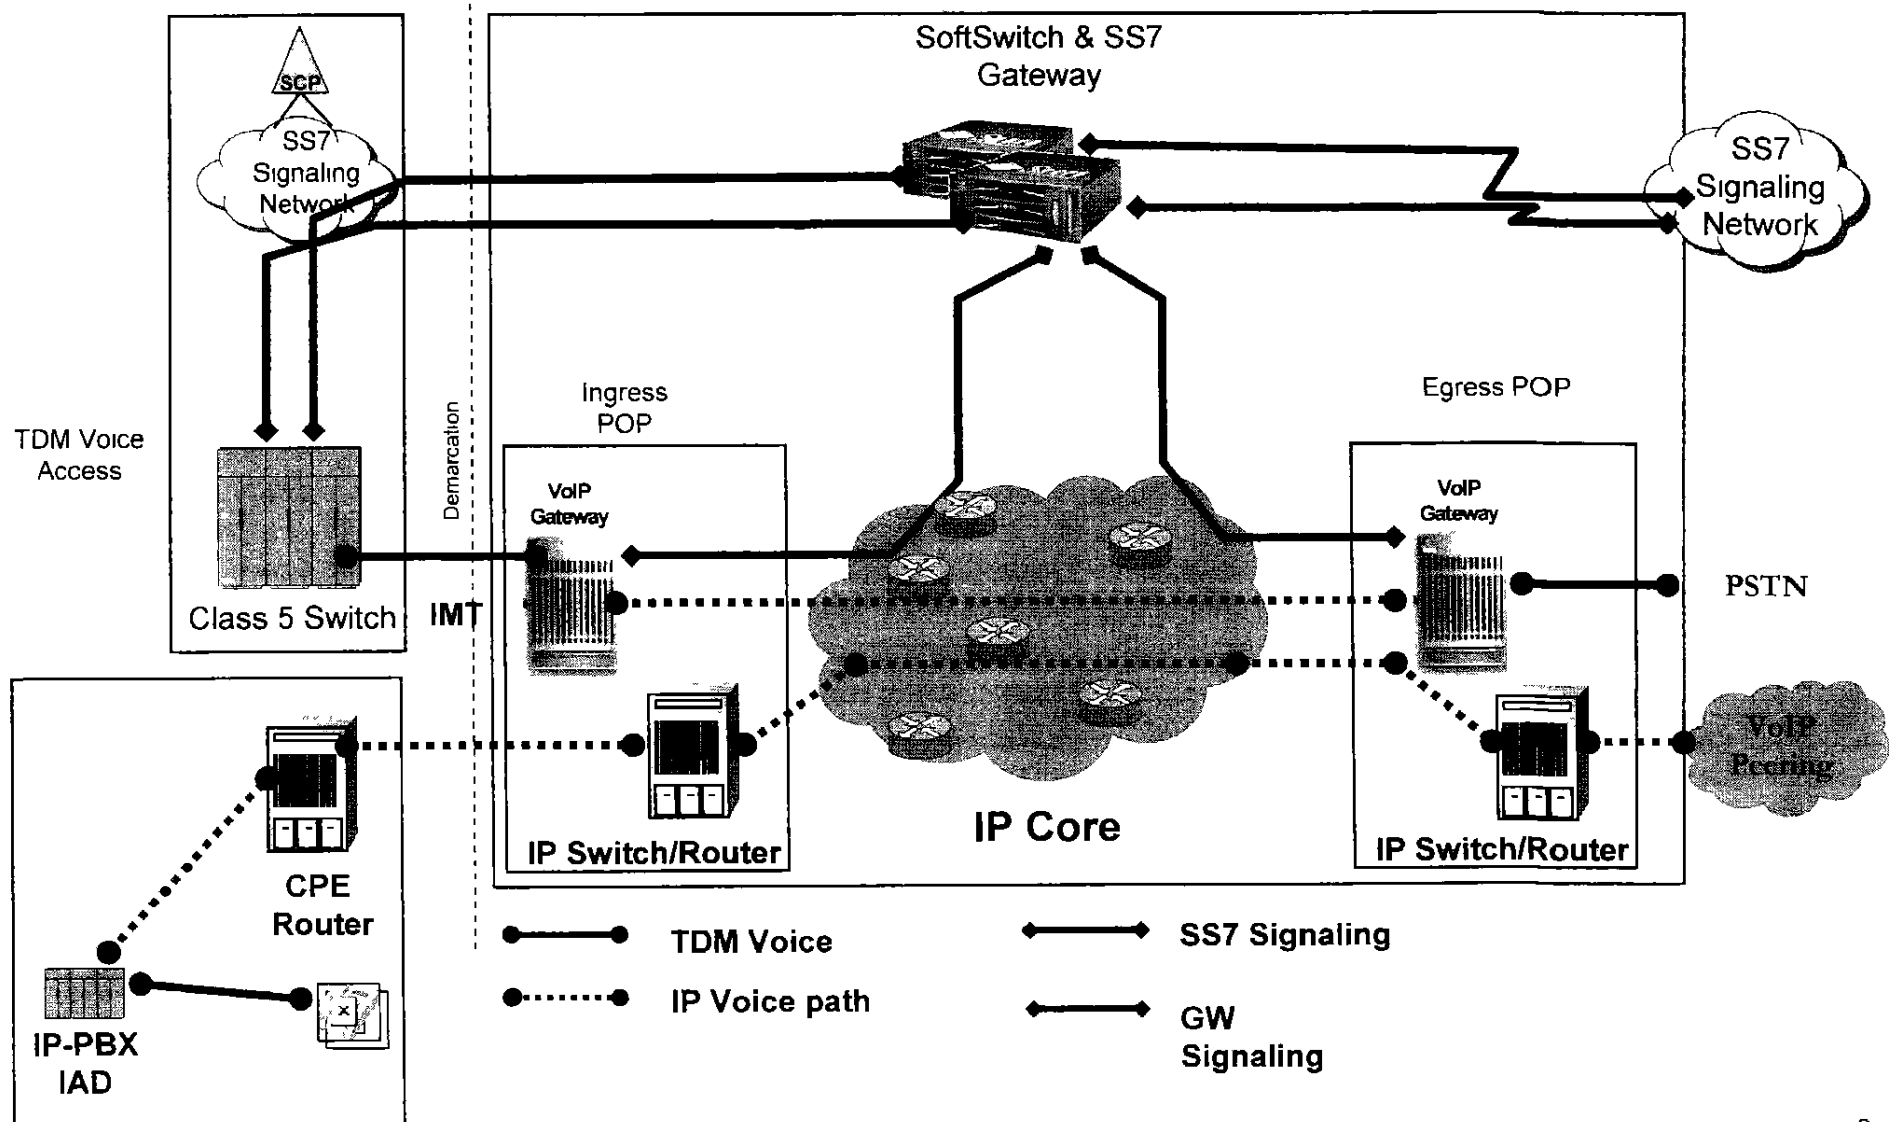 SoftSwitch & SS7
Gateway
SCP
SS7
Signaling
Network
SS7
Signaling
Network
TDM Voice
Access
Demarcation
Ingress
POP
Egress POP
VoIP
Gateway
VoIP
Gateway
Class 5 Switch
IMT
PSTN
VoIP
Peering
IP Core
IP Switch/Router
IP Switch/Router
CPE
Router
IP-PBX
IAD
TDM Voice
IP Voice path
SS7 Signaling
GW
Signaling